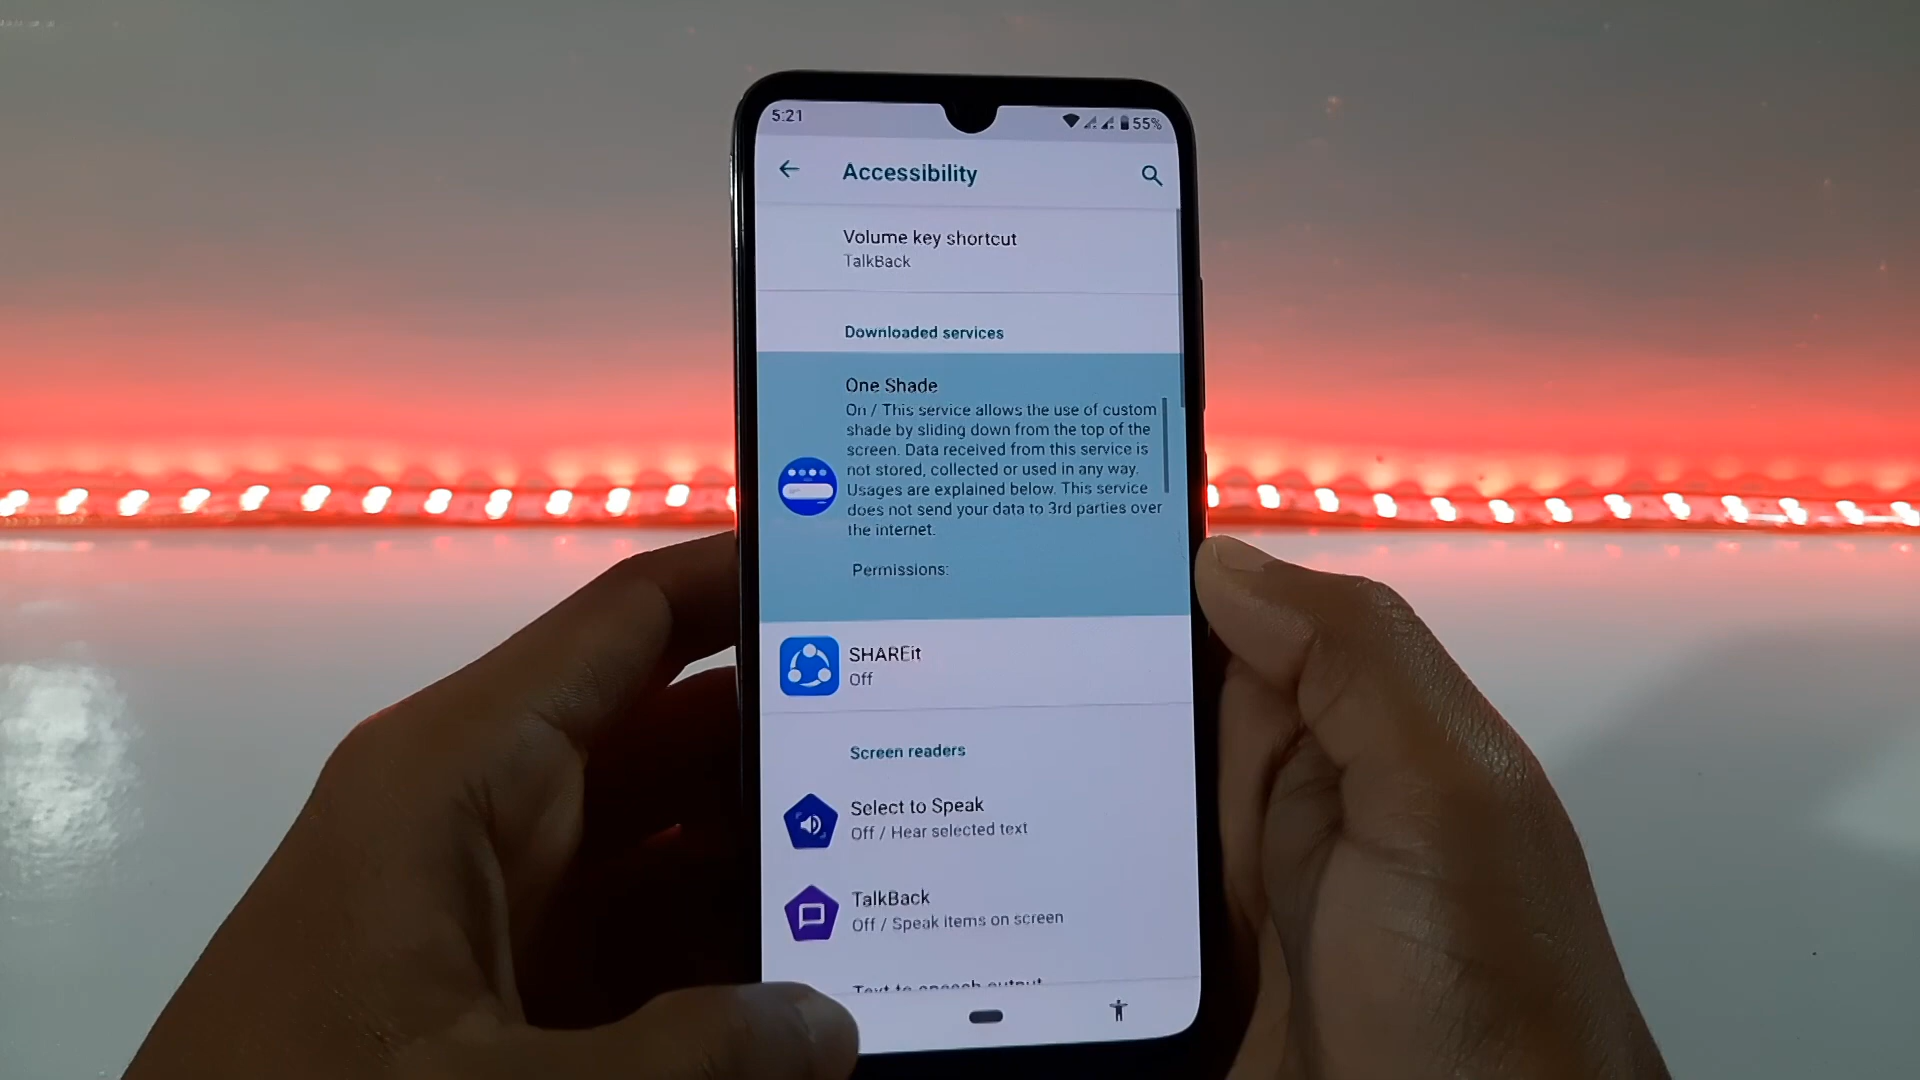 5:21
55%
Accessibility
Volume key shortcut
TalkBack
Downloaded services
One Shade
On / This service allows the use of custom
shade by sliding down from the top of the
screen. Data received from this service is
not stored, collected or used in any way.
Usages are explained below. This service
does not send your data to 3rd parties over
the internet.
Permissions:
SHAREit
Off
Screen readers
Select to Speak
Off / Hear selected text
TalkBack
Off / Speak items on screen
Text to speech output